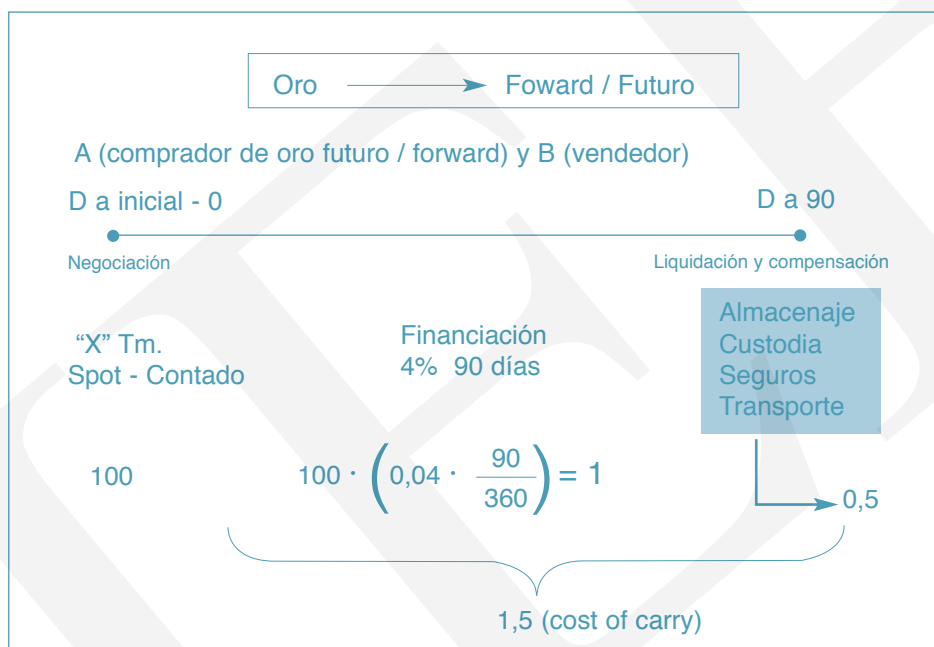 Oro Foward / Futuro
A (comprador de oro futuro / forward) y B (vendedor)
D a inicial - 0 D a 90
Negociación Liquidación y compensación
“X” Tm.
Spot - Contado
Financiación
4% 90 días
Almacenaje
Custodia
Seguros
Transporte
100
100 · (0,04 · 90/360) = 1
0,5
1,5 (cost of carry)